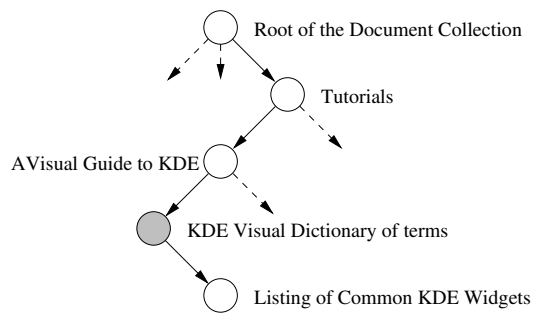 Root of the Document Collection
Tutorials
AVisual Guide to KDE
KDE Visual Dictionary of terms
Listing of Common KDE Widgets